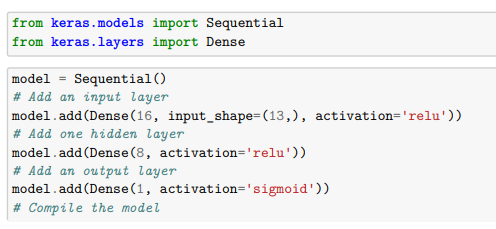 from keras.models import Sequential
from keras.layers import Dense
model = Sequential()
# Add an input layer
model.add(Dense(16, input_shape=(13,), activation='relu'))
# Add one hidden layer
model.add(Dense(8, activation='relu'))
# Add an output layer
model.add(Dense(1, activation='sigmoid'))
# Compile the model